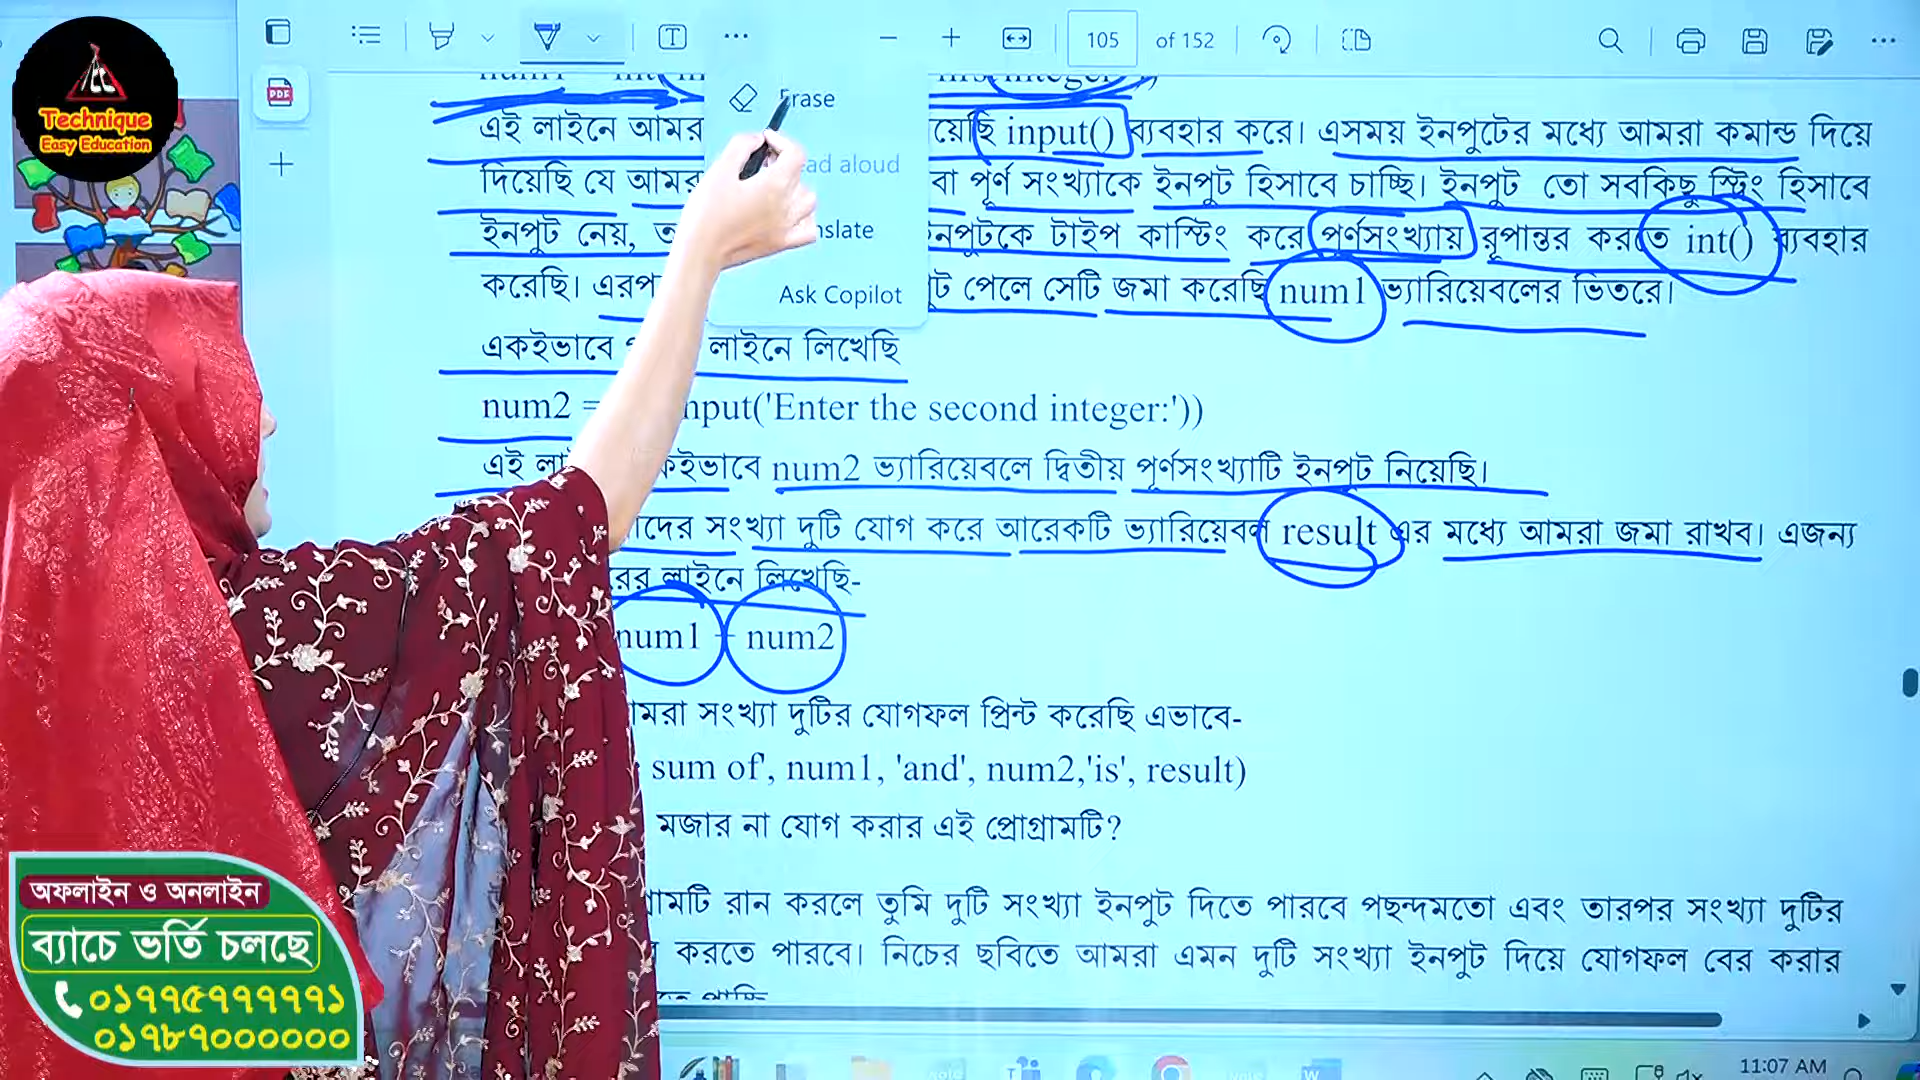 105 of 152
Technique
Easy Education
Erase
এই লাইনে input() ব্যবহার করে। এসময় ইনপুটের মধ্যে আমরা কমান্ড দিয়ে
ead aloud
দিয়েছি যে বা পূর্ণ সংখ্যাকে ইনপুট হিসাবে চাচ্ছি। ইনপুট তো সবকিছু স্ট্রিং হিসাবে
nslate
ইনপুট নেয়, নপুটকে টাইপ কাস্টিং করে পূর্ণসংখ্যায় রূপান্তর করতে int() ব্যবহার
Ask Copilot
করেছি। পেলে সেটি জমা করেছি num1 ভ্যারিয়েবলের ভিতরে।
একইভাবে লাইনে লিখেছি
num2 = nput('Enter the second integer:'))
এই কইভাবে num2 ভ্যারিয়েবলে দ্বিতীয় পূর্ণসংখ্যাটি ইনপুট নিয়েছি।
াদের সংখ্যা দুটি যোগ করে আরেকটি ভ্যারিয়েবল result এর মধ্যে আমরা জমা রাখব। এজন্য
রের লাইনে লিখেছি-
num1 + num2
ামরা সংখ্যা দুটির যোগফল প্রিন্ট করেছি এভাবে-
sum of', num1, 'and', num2,'is', result)
মজার না যোগ করার এই প্রোগ্রামটি?
গ্রামটি রান করলে তুমি দুটি সংখ্যা ইনপুট দিতে পারবে পছন্দমতো এবং তারপর সংখ্যা দুটির
করতে পারবে। নিচের ছবিতে আমরা এমন দুটি সংখ্যা ইনপুট দিয়ে যোগফল বের করার
অফলাইন ও অনলাইন
ব্যাচে ভর্তি চলছে
০১৭৭৫৭৭৭৭৭১
০১৭৮৭০০০০০০
11:07 AM